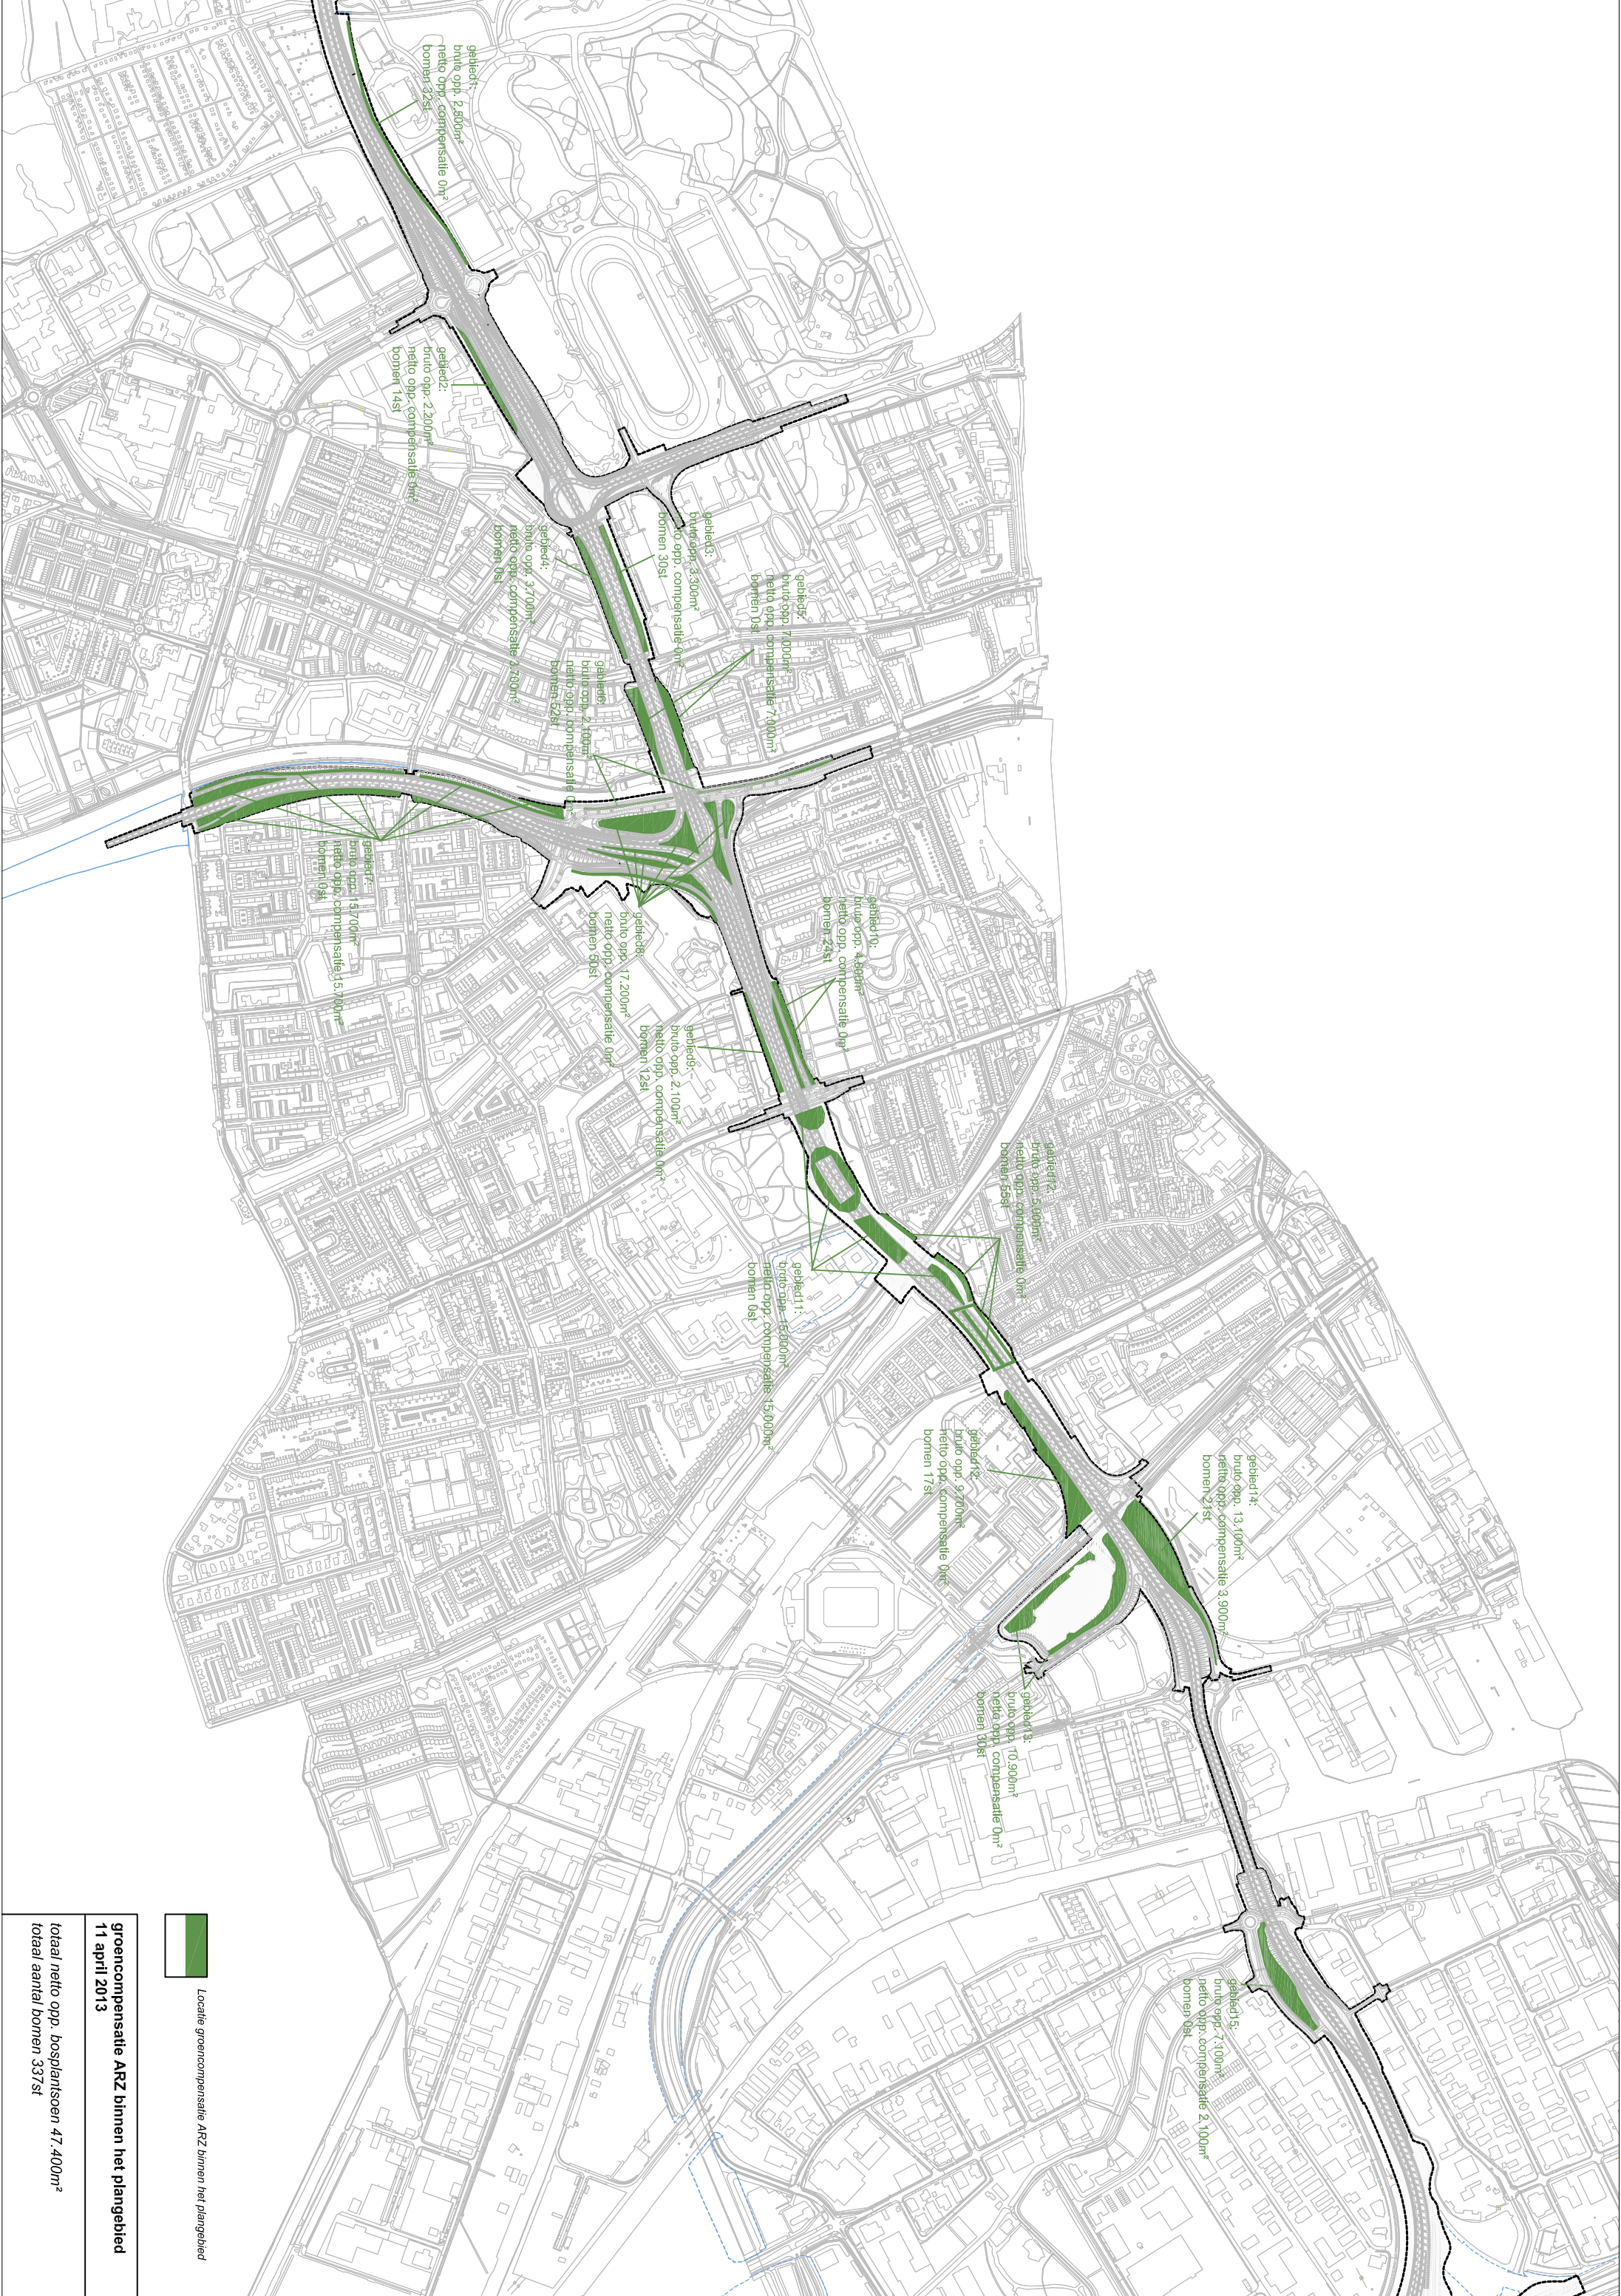 gebied1:
bruto opp. 2.500m²
netto opp. compensatie 0m²
bomen 32st
gebied2:
bruto opp. 2.200m²
netto opp. compensatie 0m²
bomen 14st
gebied3:
bruto opp. 3.300m²
netto opp. compensatie 0m²
bomen 30st
gebied4:
bruto opp. 3.700m²
netto opp. compensatie 3.700m²
bomen 0st
gebied5:
bruto opp. 7.000m²
netto opp. compensatie 7.000m²
bomen 0st
gebied6:
bruto opp. 2.100m²
netto opp. compensatie 0m²
bomen 52st
gebied7:
bruto opp. 15.700m²
netto opp. compensatie 15.700m²
bomen 0st
gebied8:
bruto opp. 17.200m²
netto opp. compensatie 0m²
bomen 50st
gebied9:
bruto opp. 2.100m²
netto opp. compensatie 0m²
bomen 12st
gebied10:
bruto opp. 4.600m²
netto opp. compensatie 0m²
bomen 24st
gebied11:
bruto opp. 15.000m²
netto opp. compensatie 15.000m²
bomen 0st
gebied12:
bruto opp. 5.000m²
netto opp. compensatie 0m²
bomen 55st
gebied12:
bruto opp. 9.700m²
netto opp. compensatie 0m²
bomen 17st
gebied13:
bruto opp. 10.900m²
netto opp. compensatie 0m²
bomen 30st
gebied14:
bruto opp. 13.100m²
netto opp. compensatie 3.900m²
bomen 21st
gebied15:
bruto opp. 7.100m²
netto opp. compensatie 2.100m²
bomen 0st
Locatie groencompensatie ARZ binnen het plangebied
groencompensatie ARZ binnen het plangebied
11 april 2013
totaal netto opp. bosplantsoen 47.400m²
totaal aantal bomen 337st